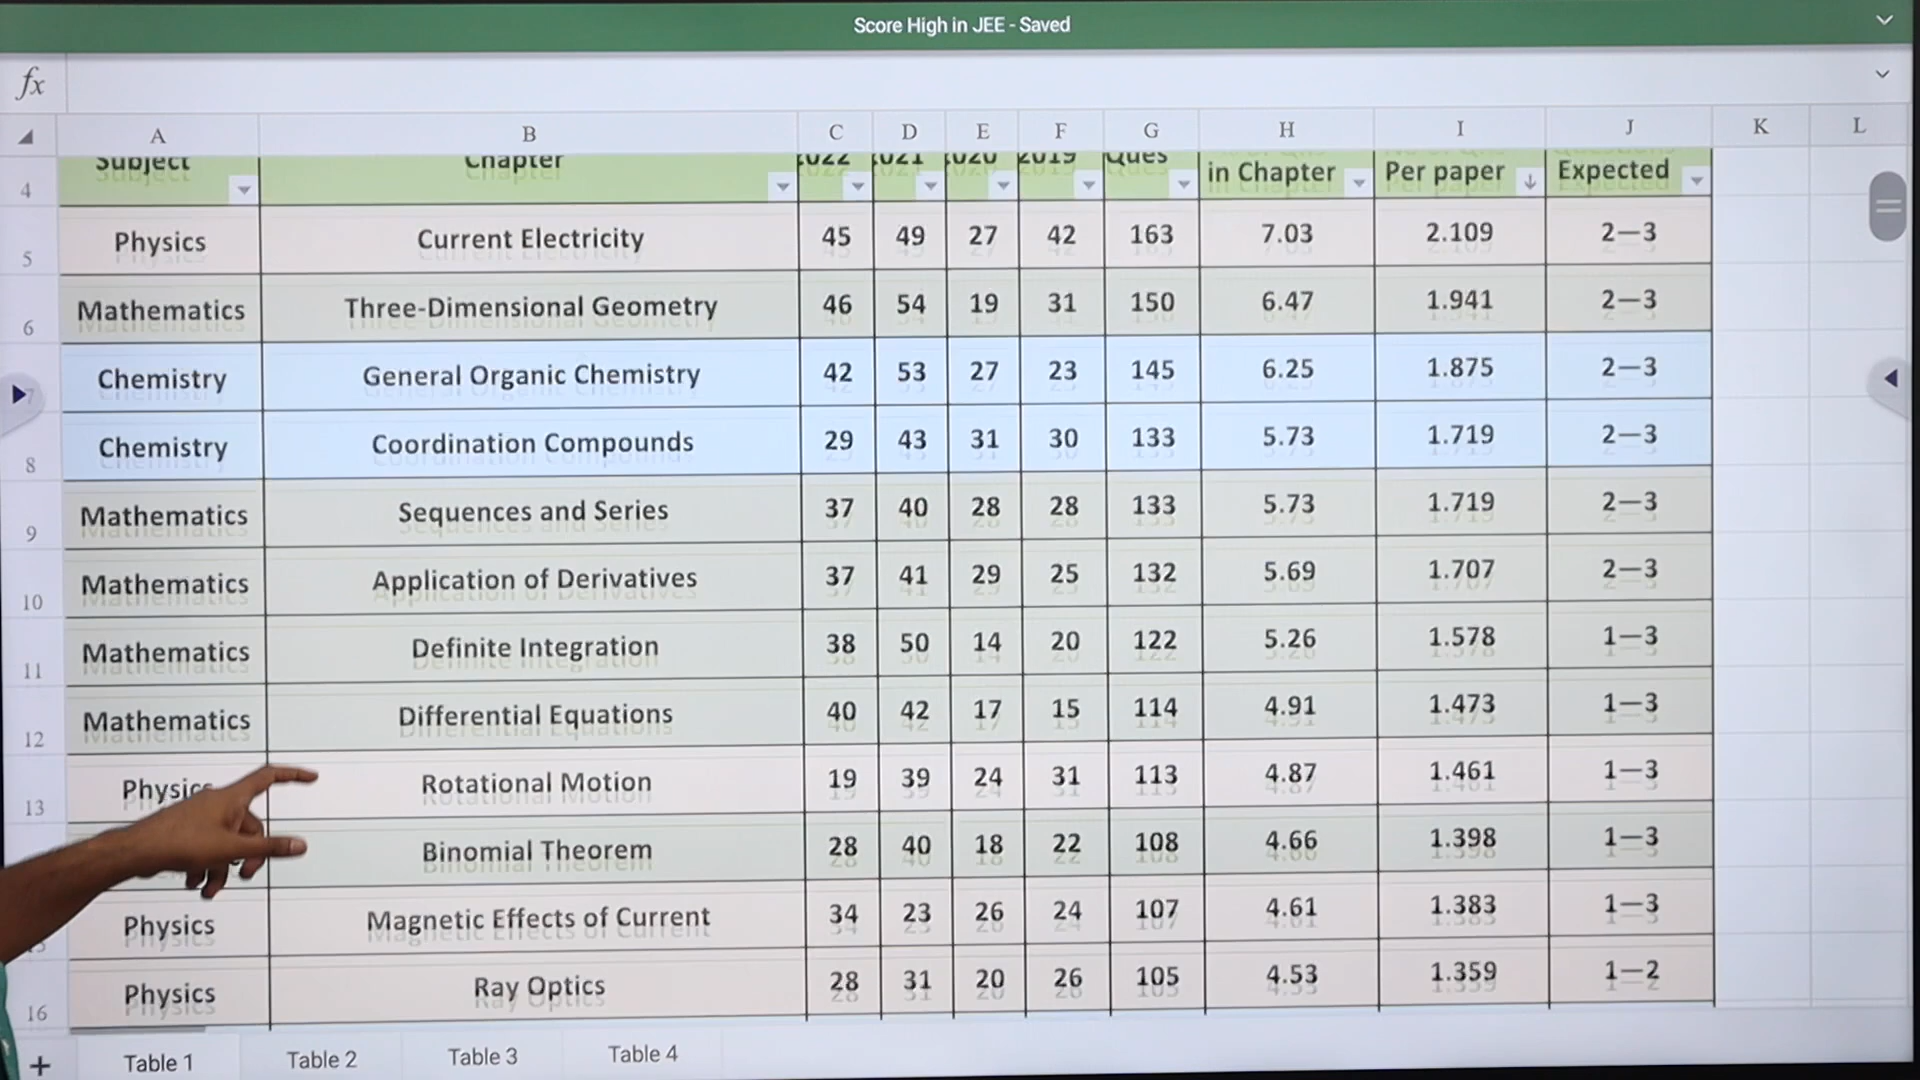 Score High in JEE - Saved
fx
A B C D E F G H I J K L
4 Subject Chapter 2022 2021 2020 2019 Ques in Chapter Per paper Expected
5 Physics Current Electricity 45 49 27 42 163 7.03 2.109 2—3
6 Mathematics Three-Dimensional Geometry 46 54 19 31 150 6.47 1.941 2—3
7 Chemistry General Organic Chemistry 42 53 27 23 145 6.25 1.875 2—3
8 Chemistry Coordination Compounds 29 43 31 30 133 5.73 1.719 2—3
9 Mathematics Sequences and Series 37 40 28 28 133 5.73 1.719 2—3
10 Mathematics Application of Derivatives 37 41 29 25 132 5.69 1.707 2—3
11 Mathematics Definite Integration 38 50 14 20 122 5.26 1.578 1—3
12 Mathematics Differential Equations 40 42 17 15 114 4.91 1.473 1—3
13 Physics Rotational Motion 19 39 24 31 113 4.87 1.461 1—3
Binomial Theorem 28 40 18 22 108 4.66 1.398 1—3
Physics Magnetic Effects of Current 34 23 26 24 107 4.61 1.383 1—3
16 Physics Ray Optics 28 31 20 26 105 4.53 1.359 1—2
+ Table 1 Table 2 Table 3 Table 4